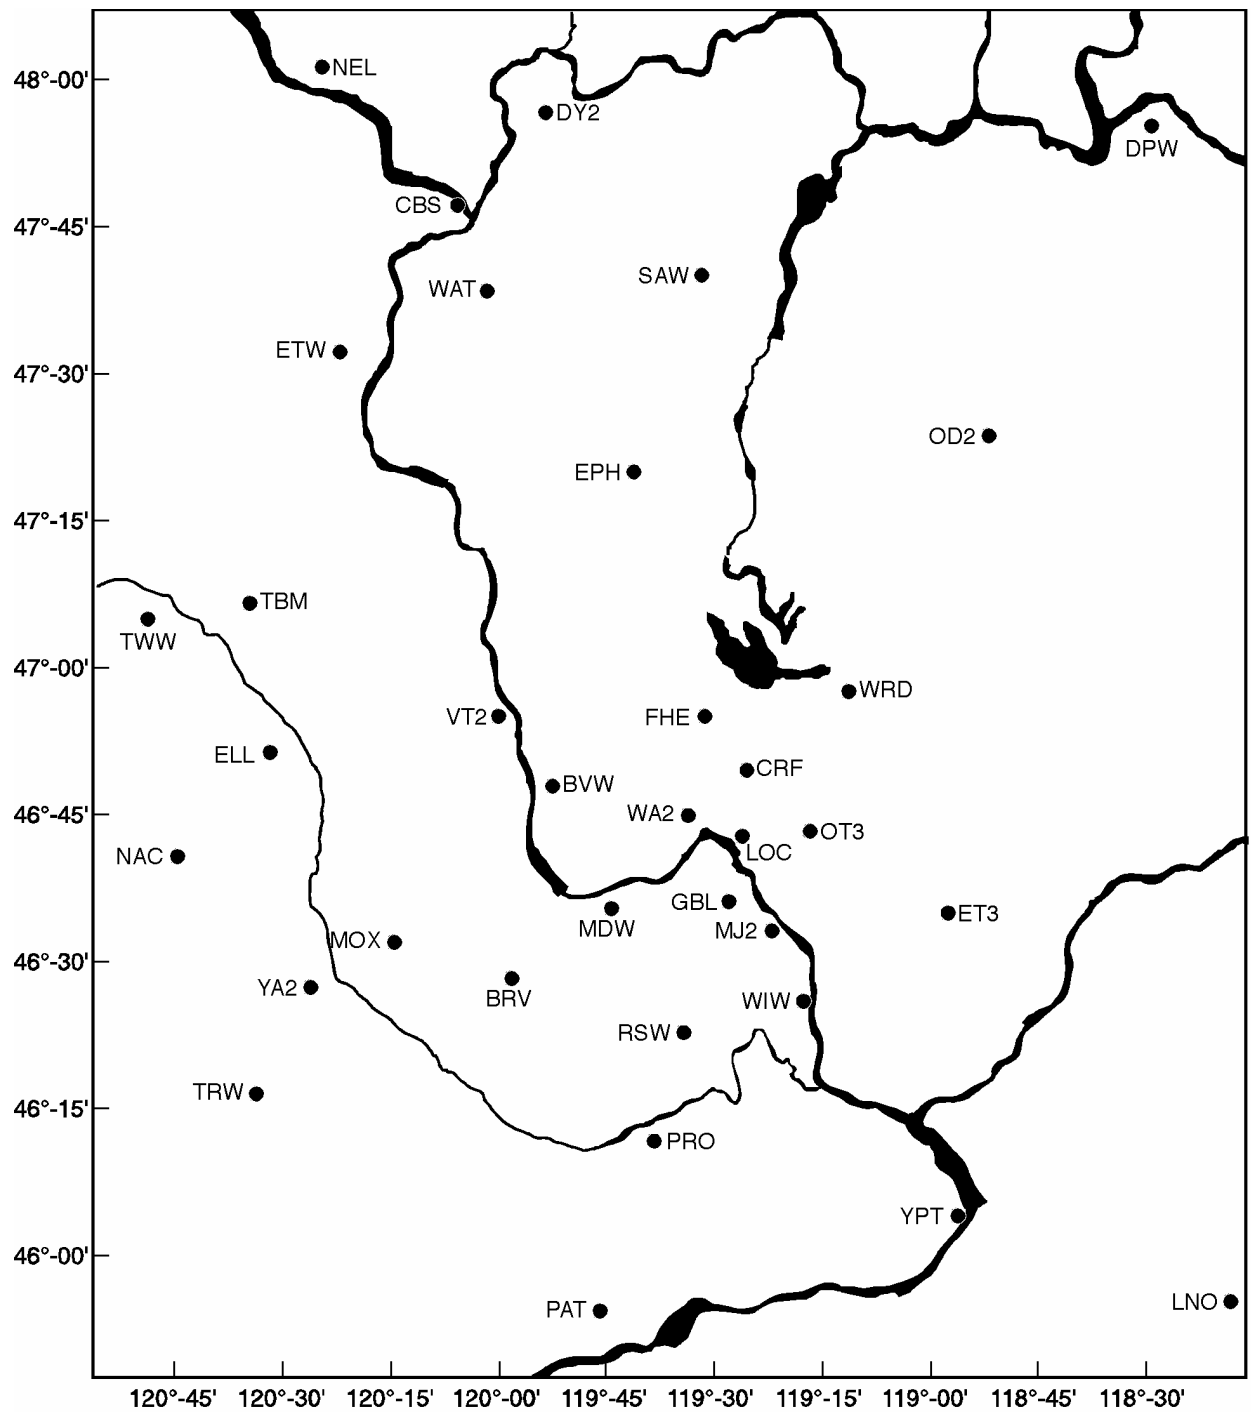 NEL
48°-00'
DY2
DPW
CBS
47°-45'
SAW
WAT
ETW
47°-30'
OD2
EPH
47°-15'
TBM
TWW
47°-00'
WRD
VT2
FHE
ELL
CRF
BVW
46°-45'
WA2
OT3
LOC
NAC
GBL
ET3
MDW
MJ2
MOX
46°-30'
YA2
BRV
WIW
RSW
TRW
46°-15'
PRO
YPT
46°-00'
PAT
LNO
120°-45' 120°-30' 120°-15' 120°-00' 119°-45' 119°-30' 119°-15' 119°-00' 118°-45' 118°-30'